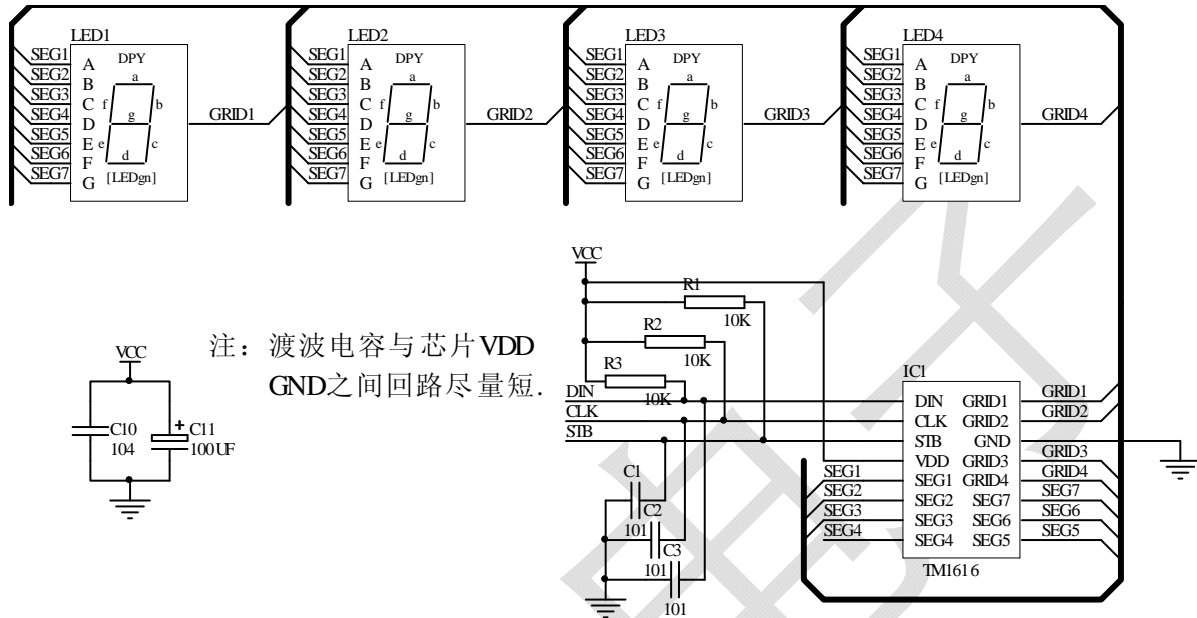 LED1
LED2
LED3
LED4
SEG1
SEG2
SEG3
SEG4
SEG5
SEG6
SEG7
A
B
C
D
E
F
G
DPY
a
f
b
g
e
c
d
[LEDgn]
GRID1
SEG1
SEG2
SEG3
SEG4
SEG5
SEG6
SEG7
A
B
C
D
E
F
G
DPY
a
f
b
g
e
c
d
[LEDgn]
GRID2
SEG1
SEG2
SEG3
SEG4
SEG5
SEG6
SEG7
A
B
C
D
E
F
G
DPY
a
f
b
g
e
c
d
[LEDgn]
GRID3
SEG1
SEG2
SEG3
SEG4
SEG5
SEG6
SEG7
A
B
C
D
E
F
G
DPY
a
f
b
g
e
c
d
[LEDgn]
GRID4
VCC
C10
104
C11
+
100UF
注：渡波电容与芯片VDD
GND之间回路尽量短.
VCC
R1
10K
R2
10K
R3
10K
DIN
CLK
STB
C1
101
C2
101
C3
101
IC1
DIN GRID1
CLK GRID2
STB GND
VDD GRID3
SEG1 GRID4
SEG2 SEG7
SEG3 SEG6
SEG4 SEG5
TM1616
SEG1
SEG2
SEG3
SEG4
GRID1
GRID2
GRID3
GRID4
SEG7
SEG6
SEG5